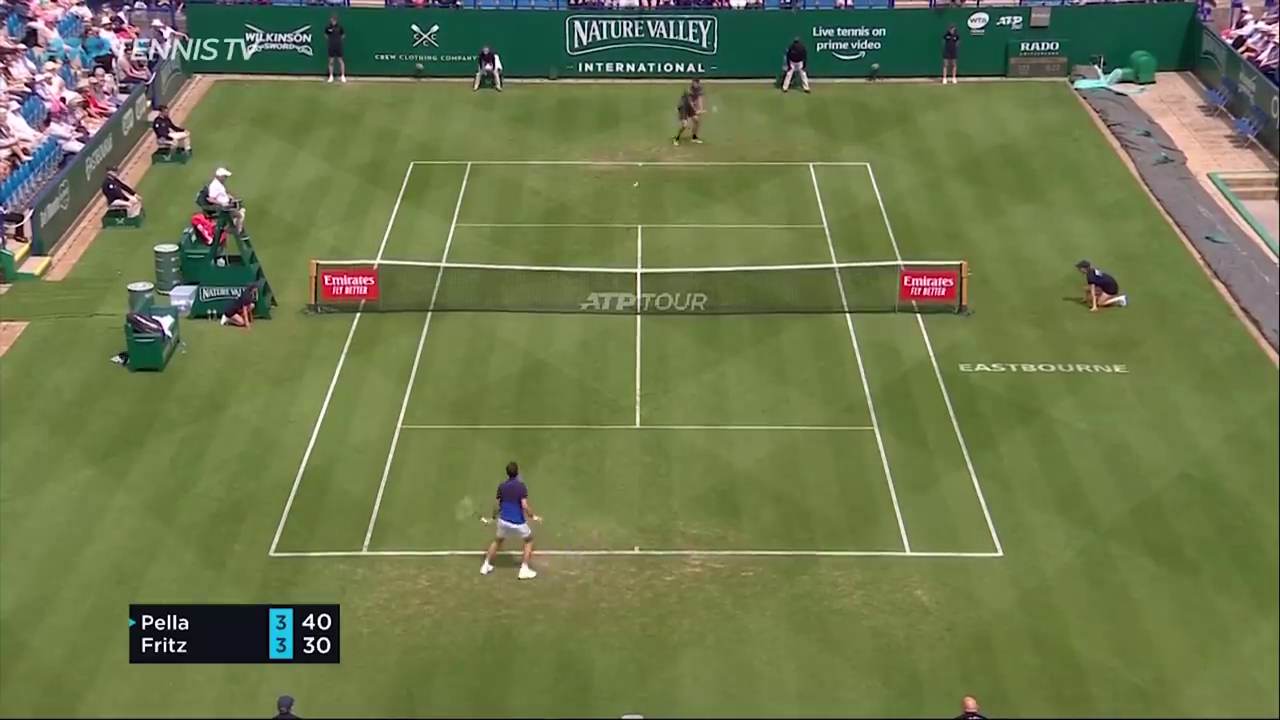 TENNIS TV
WILKINSON
SWORD
CREW CLOTHING COMPANY
NATURE VALLEY
INTERNATIONAL
Live tennis on
prime video
WTA
ATP
RADO
Emirates
FLY BETTER
ATP TOUR
Emirates
FLY BETTER
NATURE VALLEY
EASTBOURNE
Pella 3 40
Fritz 3 30